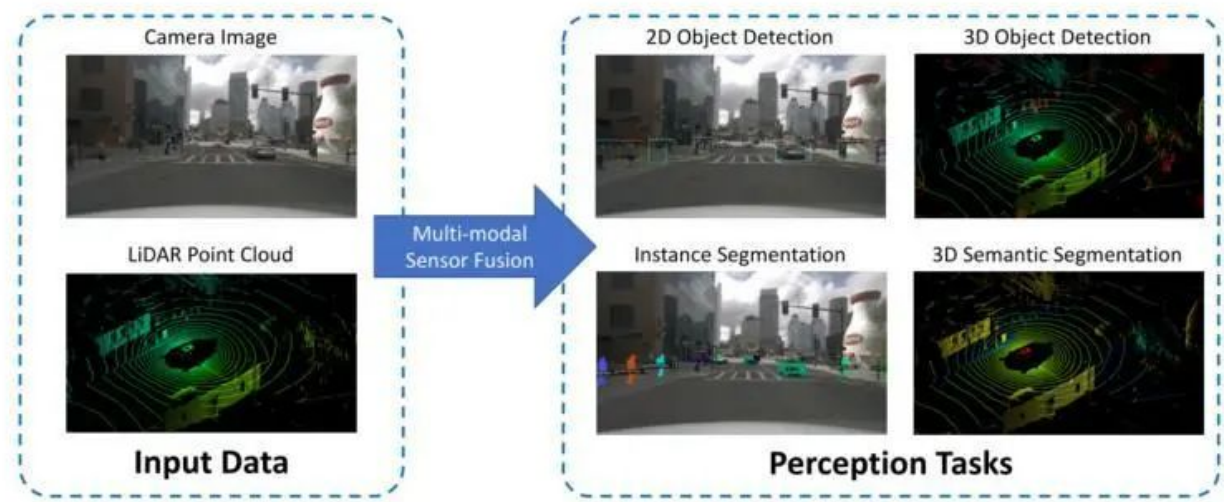 Camera Image
LiDAR Point Cloud
Input Data
Multi-modal
Sensor Fusion
2D Object Detection
3D Object Detection
Instance Segmentation
3D Semantic Segmentation
Perception Tasks